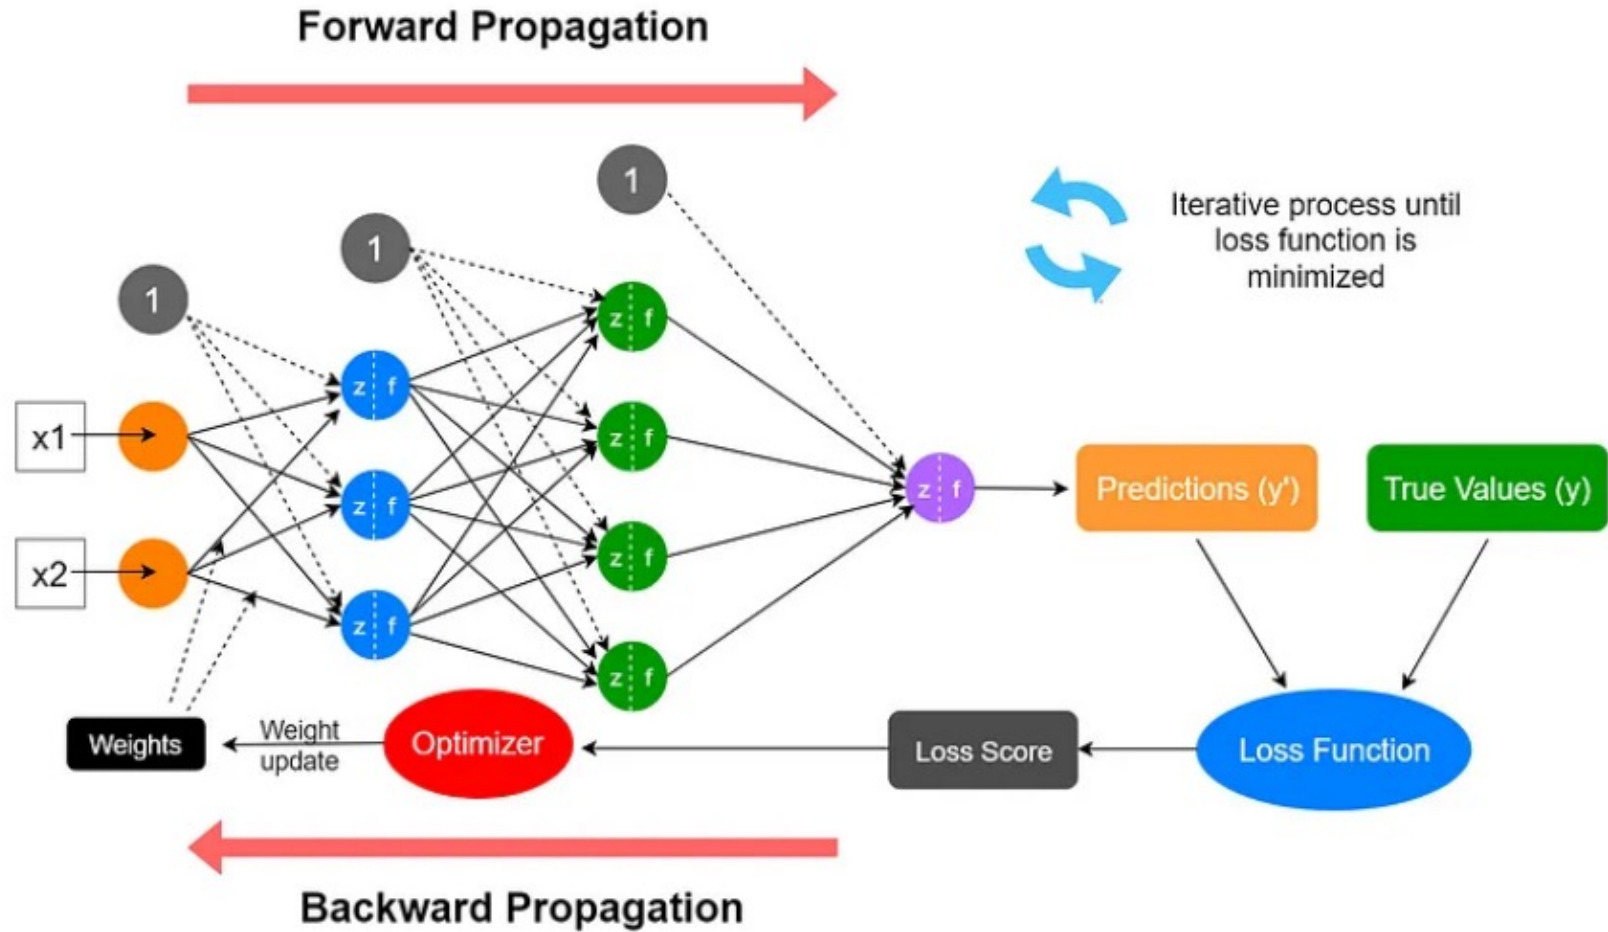 Forward Propagation
1
1
1
Iterative process until
loss function is
minimized
z f
z f
z f
z f
z f
z f
z f
z f
x1
x2
Predictions (y')
True Values (y)
Weights
Weight
update
Optimizer
Loss Score
Loss Function
Backward Propagation